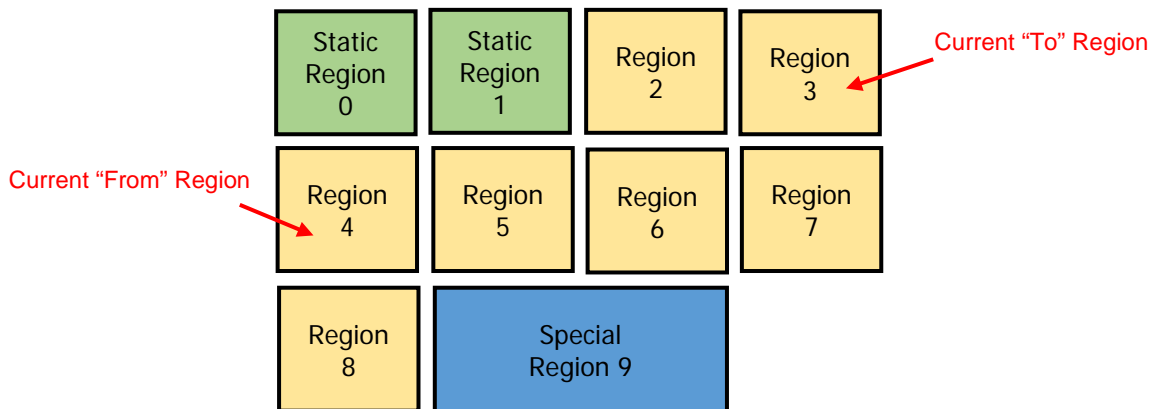 Static
Region
0
Static
Region
1
Region
2
Region
3
Current “To” Region
Current “From” Region
Region
4
Region
5
Region
6
Region
7
Region
8
Special
Region 9